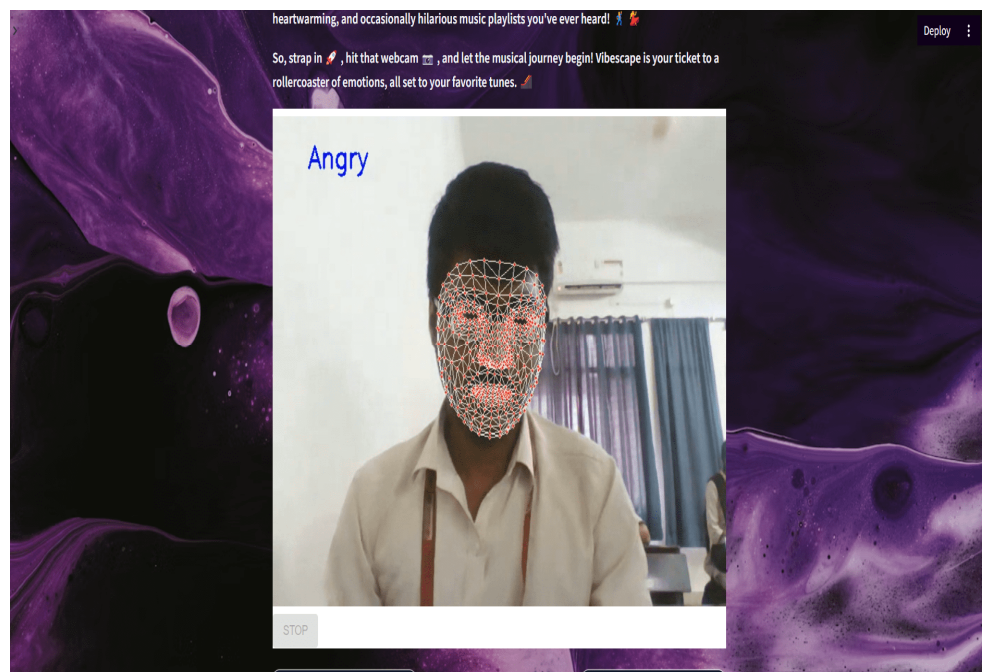 heartwarming, and occasionally hilarious music playlists you've ever heard! 🕺 💃
Deploy
So, strap in 🚀 , hit that webcam 📷 , and let the musical journey begin! Vibescape is your ticket to a
rollercoaster of emotions, all set to your favorite tunes. 🎢
Angry
STOP